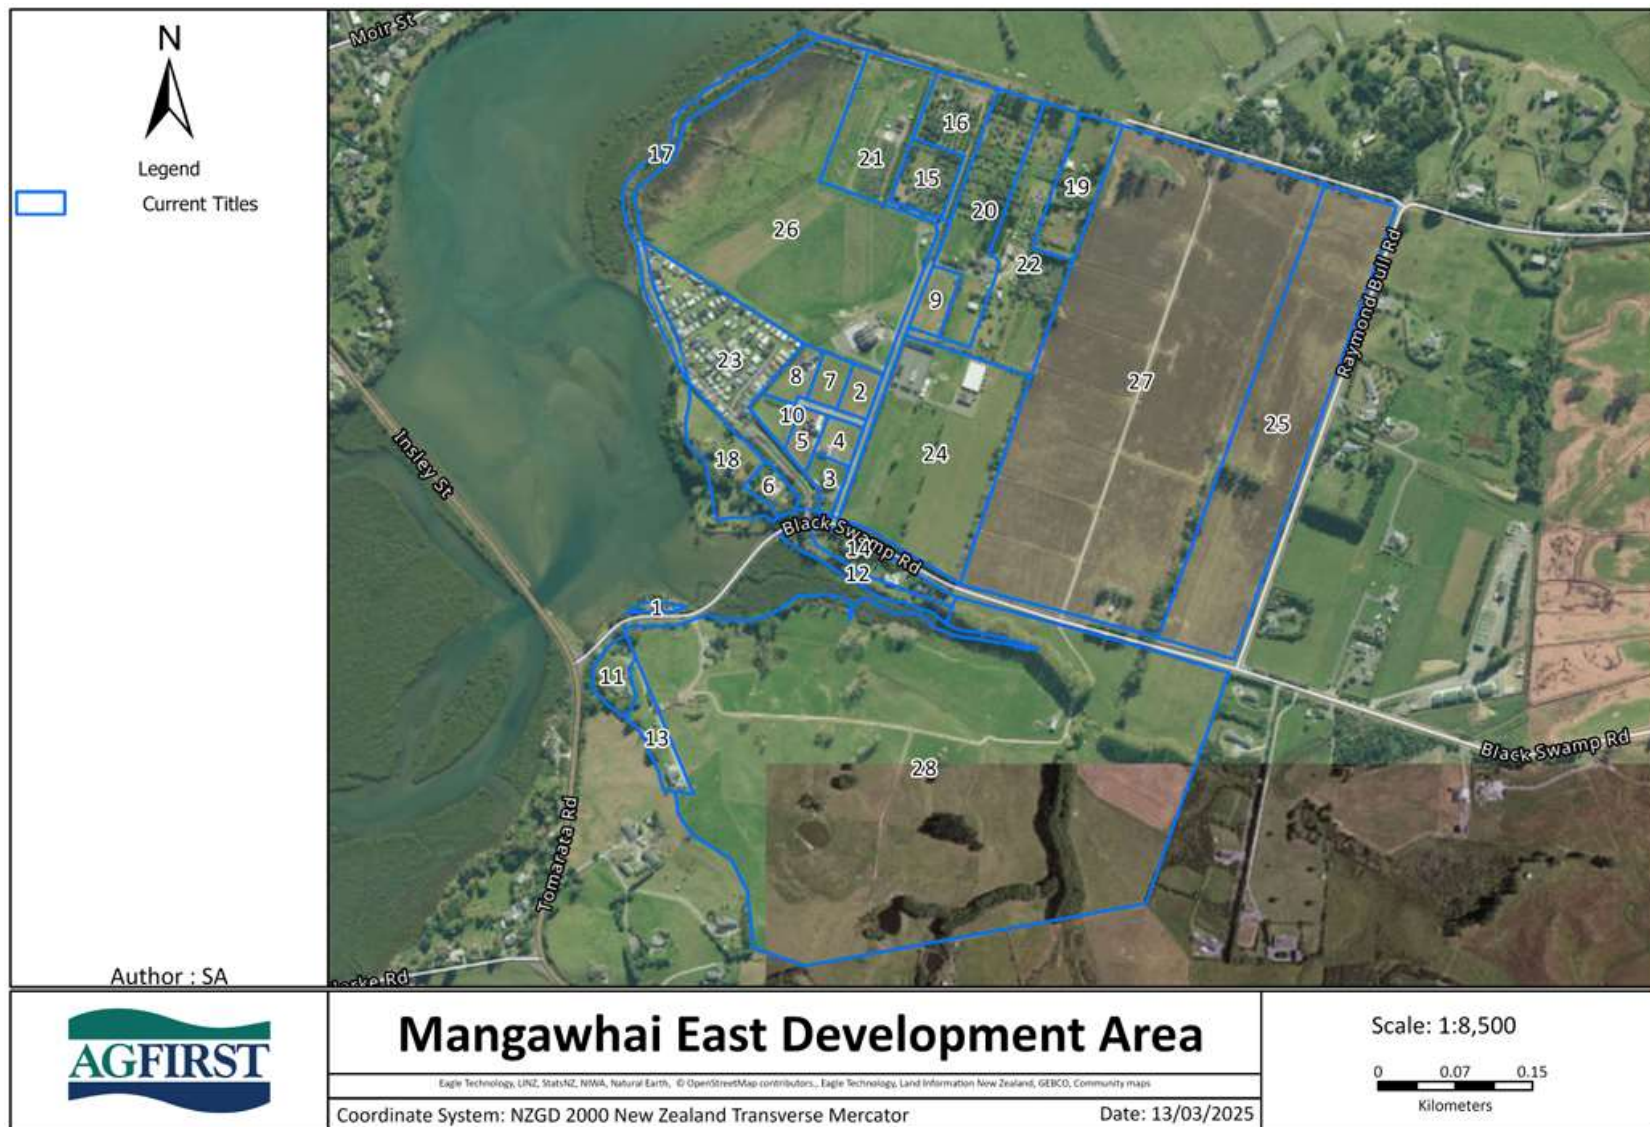 N
Legend
Current Titles
Author : SA
Moir St
17
16
21
15
19
20
26
22
9
Raymond Bull Rd
23
8
7
2
27
10
25
5
4
24
Insley St
18
3
6
Black Swamp Rd
14
12
1
11
13
Black Swamp Rd
28
Tomarata Rd
AGFIRST
Mangawhai East Development Area
Eagle Technology, LINZ, StatsNZ, NIWA, Natural Earth, © OpenStreetMap contributors., Eagle Technology, Land Information New Zealand, GEBCO, Community maps
Coordinate System: NZGD 2000 New Zealand Transverse Mercator
Date: 13/03/2025
Scale: 1:8,500
0 0.07 0.15
Kilometers